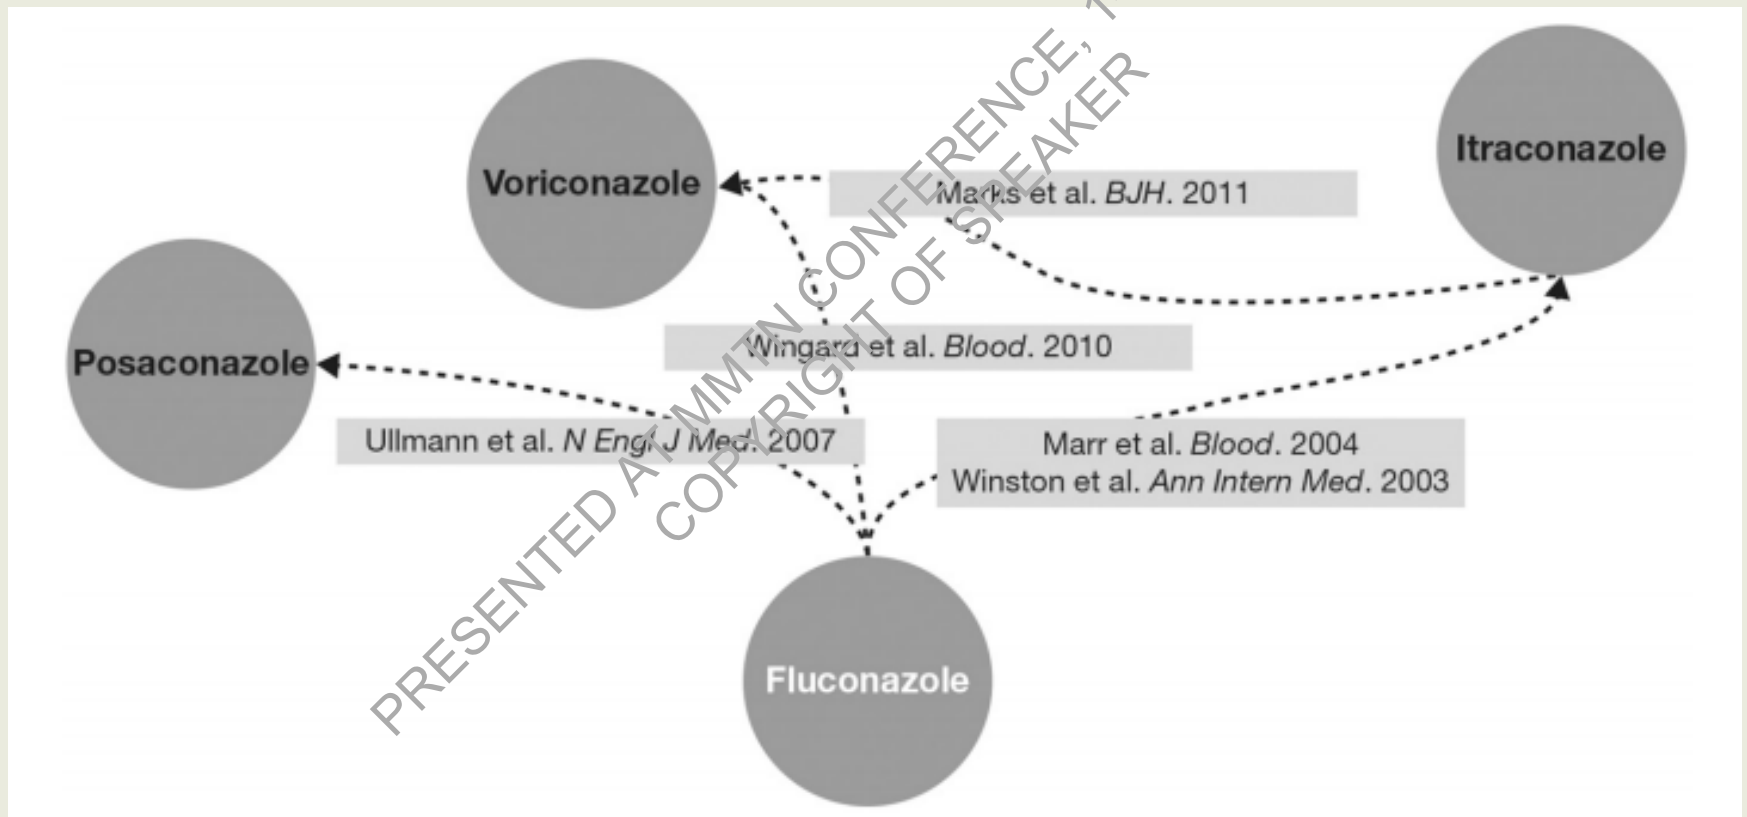 Itraconazole
Voriconazole
Marks et al. BJH. 2011
Wingard et al. Blood. 2010
Posaconazole
Ullmann et al. N Engl J Med. 2007
Marr et al. Blood. 2004
Winston et al. Ann Intern Med. 2003
Fluconazole
PRESENTED AT MMTN CONFERENCE,
COPYRIGHT OF SPEAKER